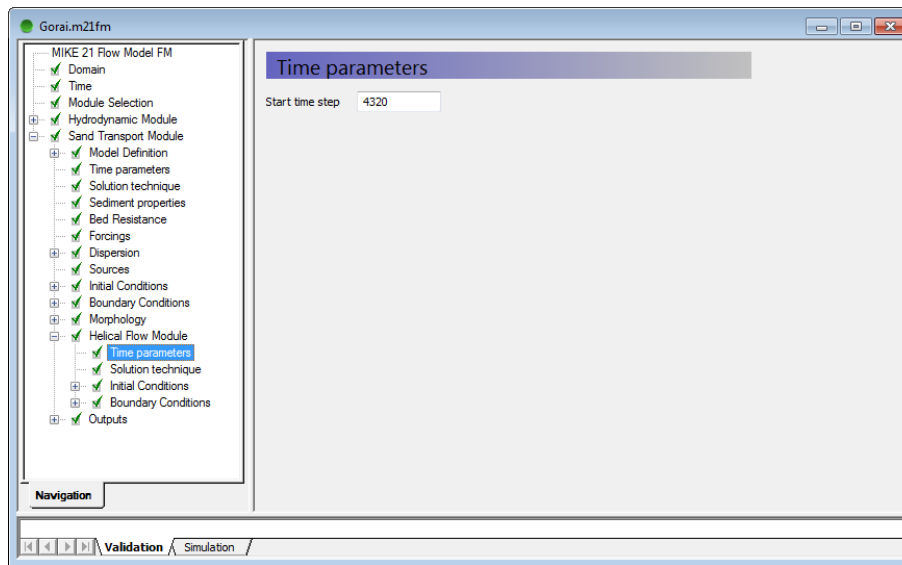 Gorai.m21fm
MIKE 21 Flow Model FM
Domain
Time
Module Selection
Hydrodynamic Module
Sand Transport Module
Model Definition
Time parameters
Solution technique
Sediment properties
Bed Resistance
Forcings
Dispersion
Sources
Initial Conditions
Boundary Conditions
Morphology
Helical Flow Module
Time parameters
Solution technique
Initial Conditions
Boundary Conditions
Outputs
Navigation
Time parameters
Start time step 4320
Validation Simulation